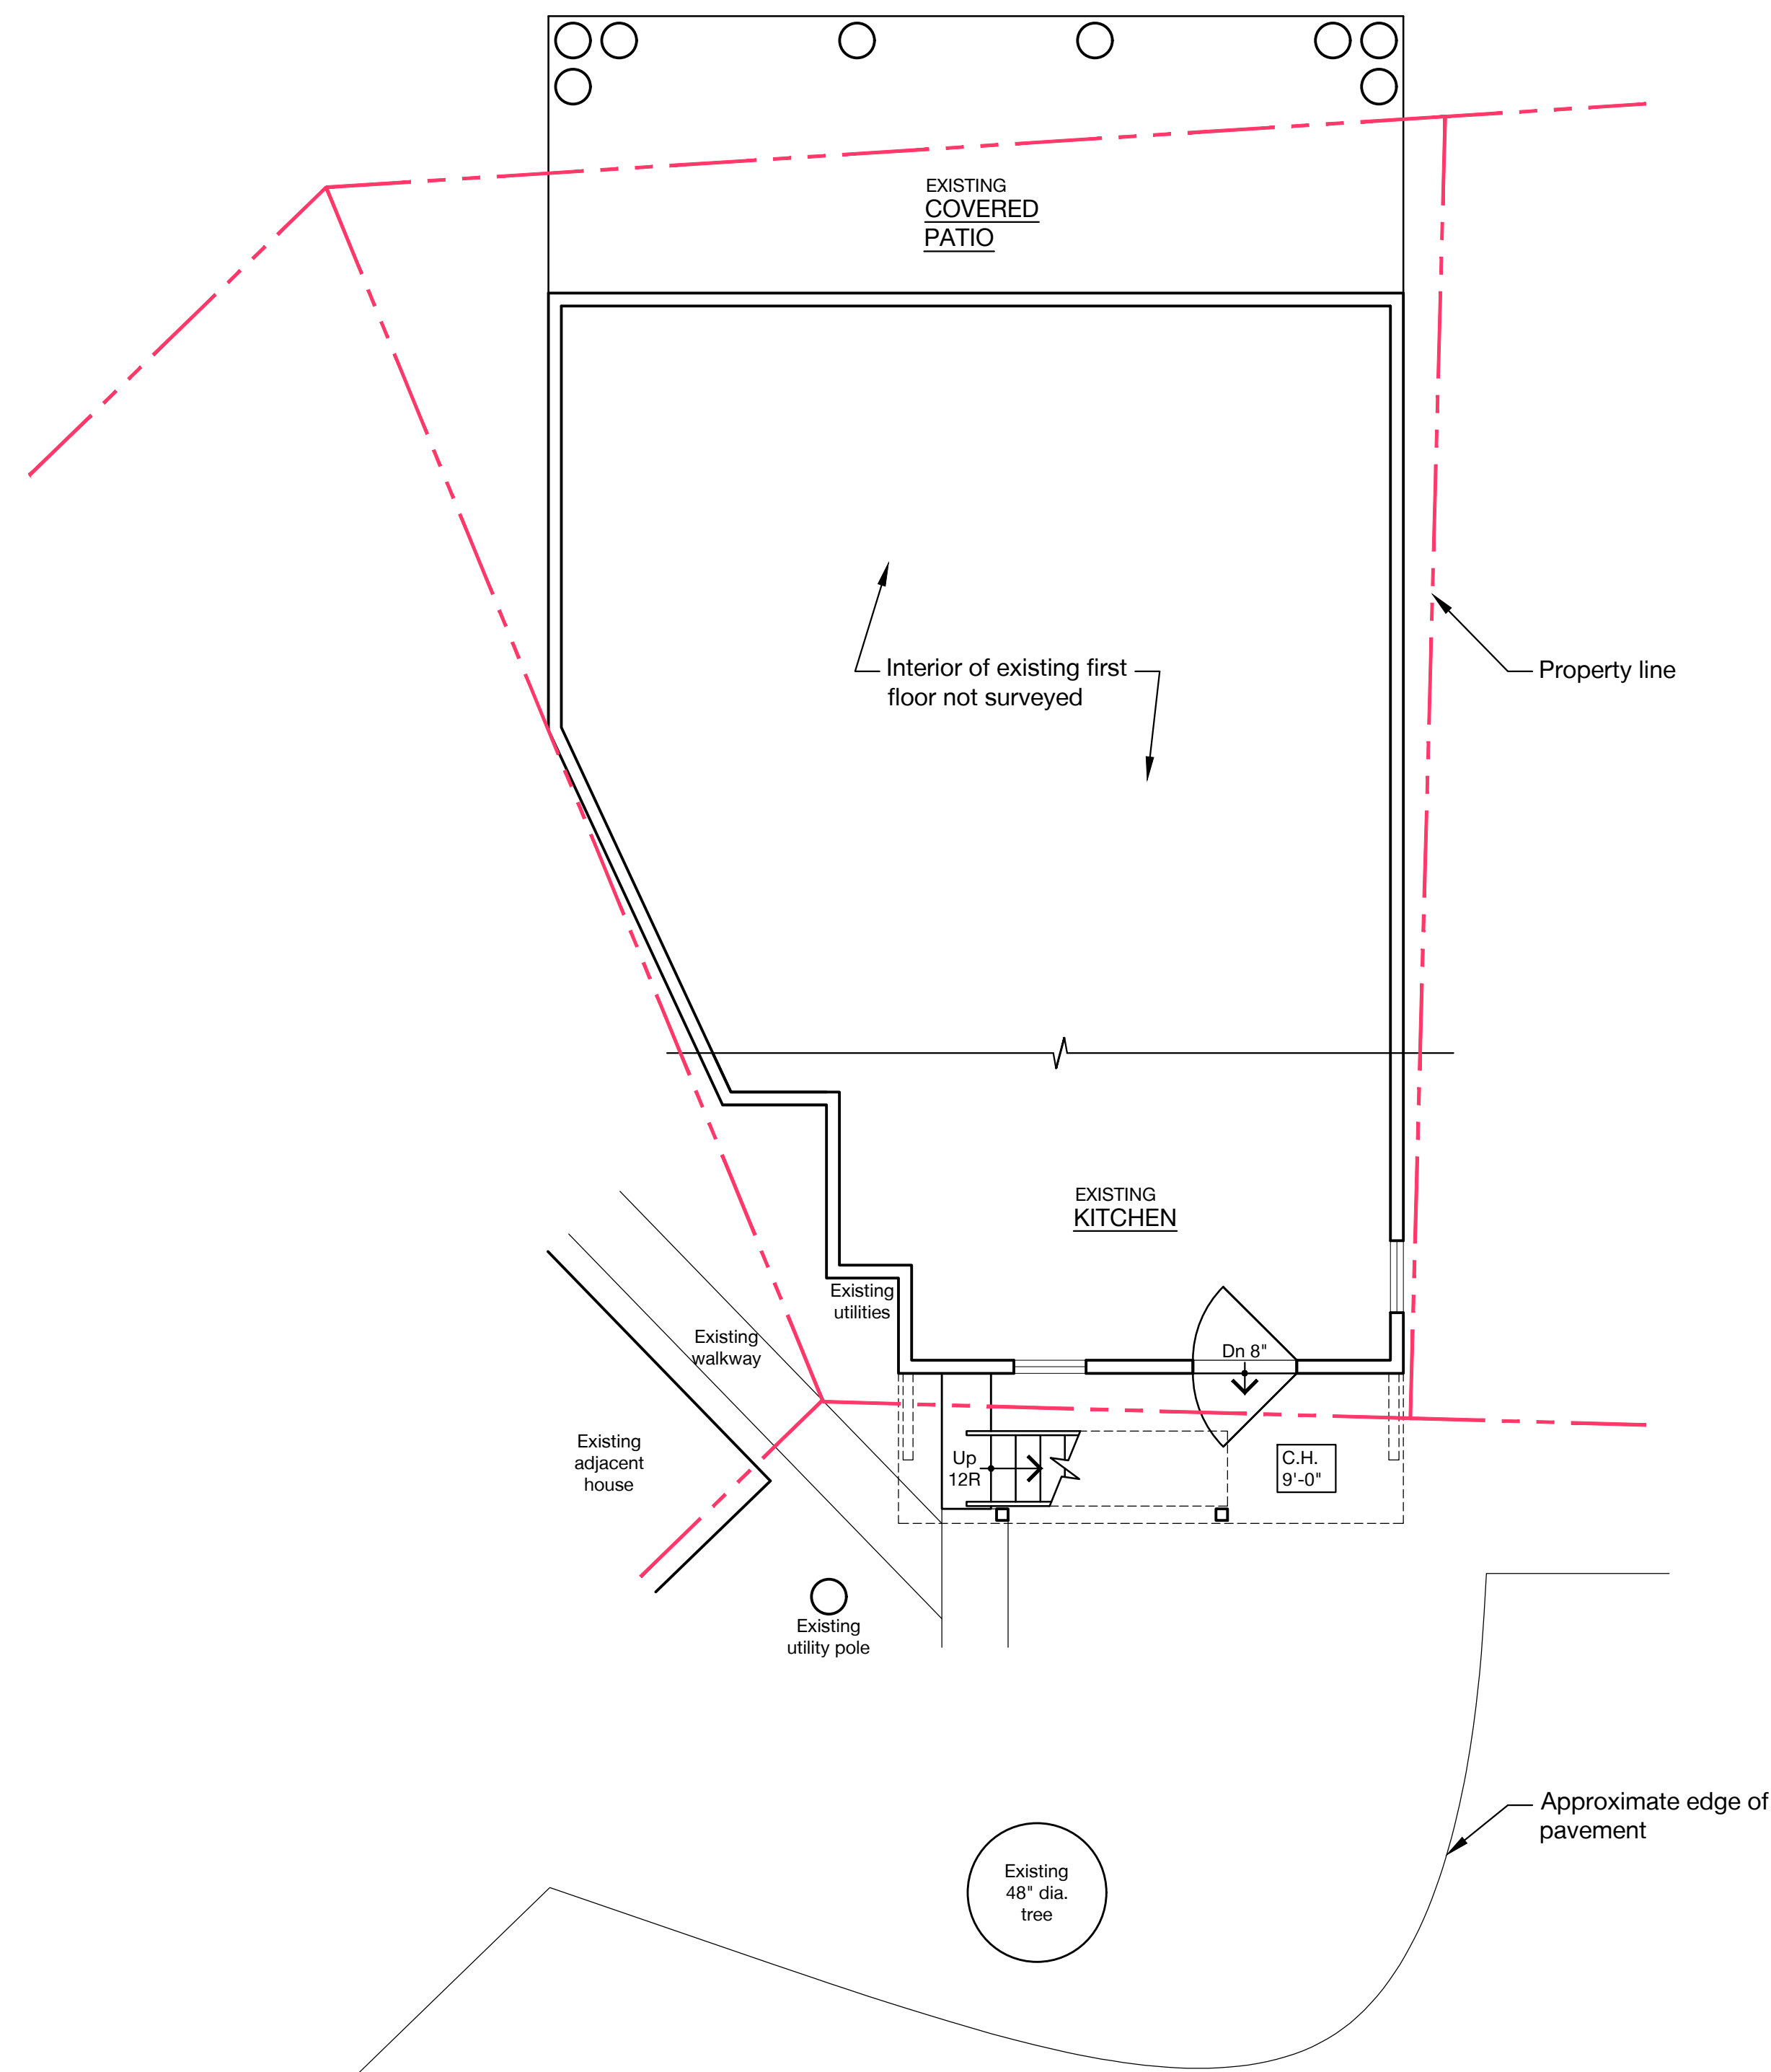 EXISTING
COVERED
PATIO
Interior of existing first
floor not surveyed
Property line
EXISTING
KITCHEN
Existing
utilities
Existing
walkway
Dn 8"
Existing
adjacent
house
Up
12R
C.H.
9'-0"
Existing
utility pole
Approximate edge of
pavement
Existing
48" dia.
tree